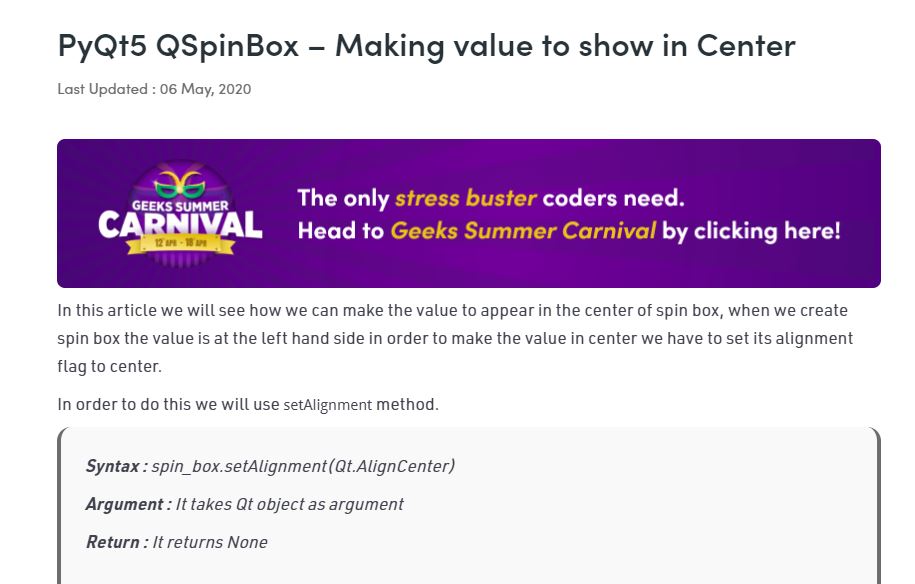 PyQt5 QSpinBox – Making value to show in Center
Last Updated : 06 May, 2020
GEEKS SUMMER
CARNIVAL
12 APR - 18 APR
The only stress buster coders need.
Head to Geeks Summer Carnival by clicking here!
In this article we will see how we can make the value to appear in the center of spin box, when we create
spin box the value is at the left hand side in order to make the value in center we have to set its alignment
flag to center.
In order to do this we will use setAlignment method.
Syntax : spin_box.setAlignment(Qt.AlignCenter)
Argument : It takes Qt object as argument
Return : It returns None